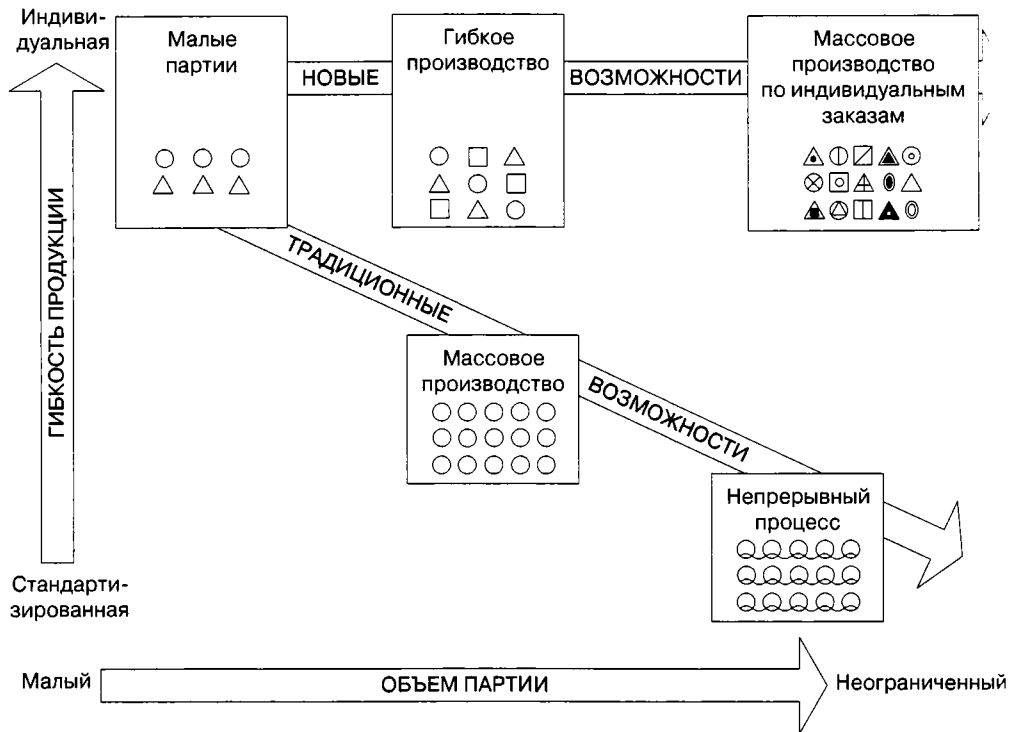 Индиви-
дуальная
Малые
партии
НОВЫЕ
Гибкое
производство
ВОЗМОЖНОСТИ
Массовое
производство
по индивидуальным
заказам
ГИБКОСТЬ ПРОДУКЦИИ
ТРАДИЦИОННЫЕ
Массовое
производство
ВОЗМОЖНОСТИ
Непрерывный
процесс
Стандарти-
зированная
Малый
ОБЪЕМ ПАРТИИ
Неограниченный